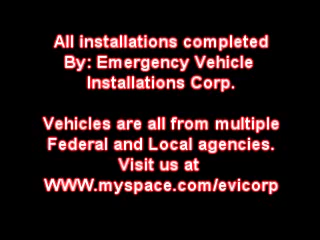 All installations completed
By: Emergency Vehicle
Installations Corp.
Vehicles are all from multiple
Federal and Local agencies.
Visit us at
WWW.myspace.com/evicorp